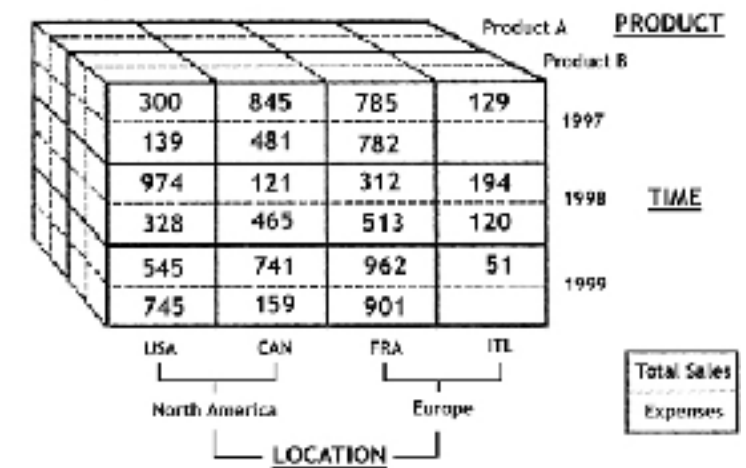 Product A PRODUCT
Product B
300 845 785 129
1997
139 481 782
974 121 312 194
1998 TIME
328 465 513 120
545 741 962 51
1999
745 159 901
USA CAN FRA ITL
Total Sales
North America Europe Expenses
LOCATION